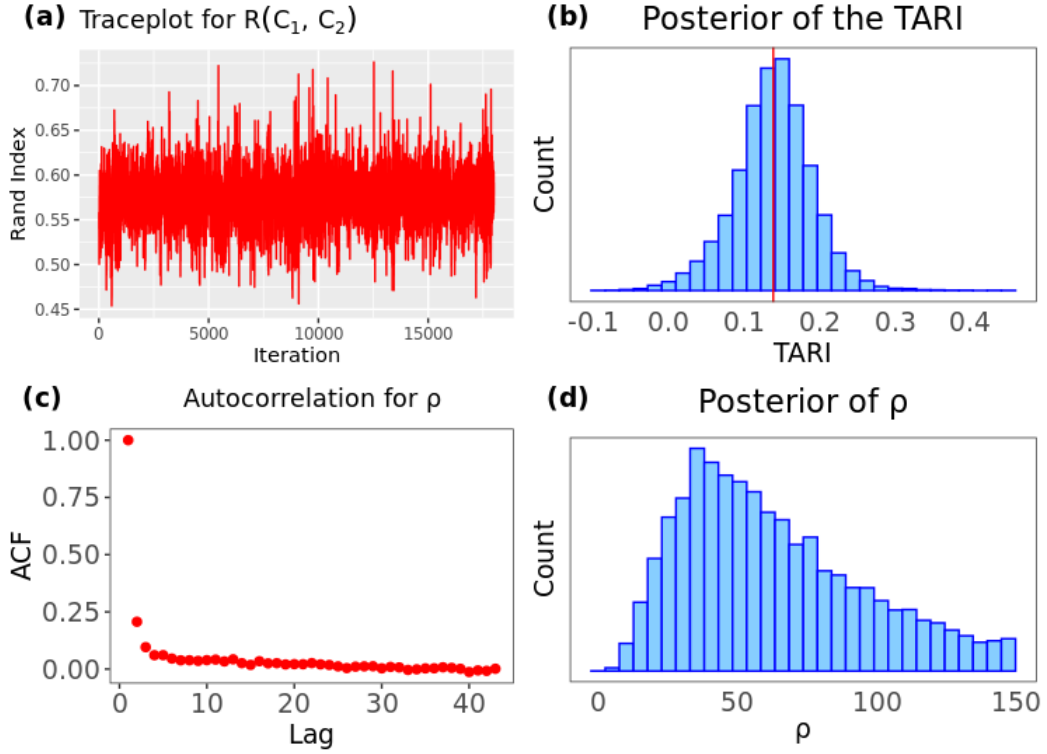 (a) Traceplot for R(C₁, C₂)
Rand Index
0.70
0.65
0.60
0.55
0.50
0.45
0 5000 10000 15000
Iteration
(b) Posterior of the TARI
Count
-0.1 0.0 0.1 0.2 0.3 0.4
TARI
(c) Autocorrelation for ρ
ACF
1.00
0.75
0.50
0.25
0.00
0 10 20 30 40
Lag
(d) Posterior of ρ
Count
0 50 100 150
ρ